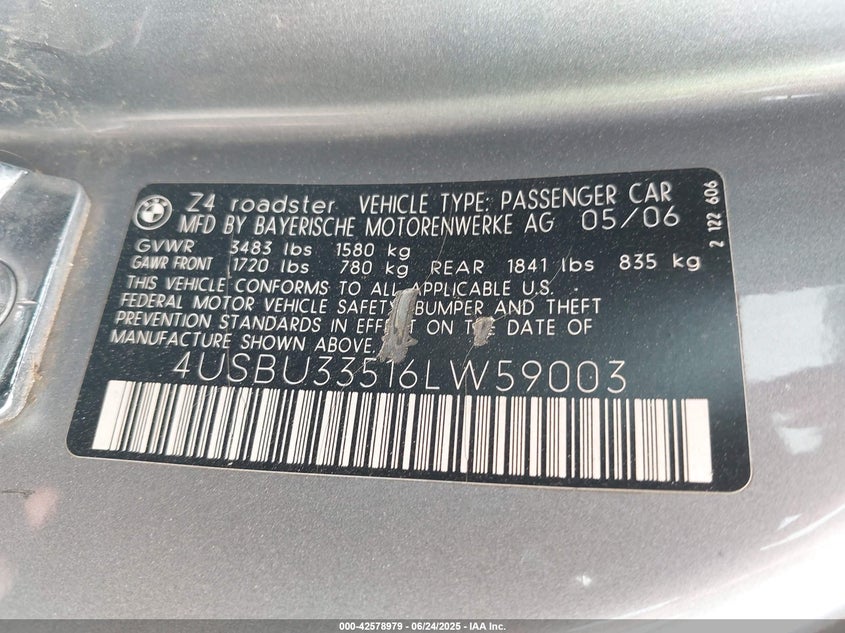 Z4 roadster VEHICLE TYPE: PASSENGER CAR
MFD BY BAYERISCHE MOTORENWERKE AG 05/06
GVWR 3483 lbs 1580 kg
GAWR FRONT 1720 lbs 780 kg REAR 1841 lbs 835 kg
THIS VEHICLE CONFORMS TO ALL APPLICABLE U.S.
FEDERAL MOTOR VEHICLE SAFETY BUMPER AND THEFT
PREVENTION STANDARDS IN EFFECT ON THE DATE OF
MANUFACTURE SHOWN ABOVE.
4USBU33516LW59003
2 122 606
000-42578979 - 06/24/2025 - IAA Inc.